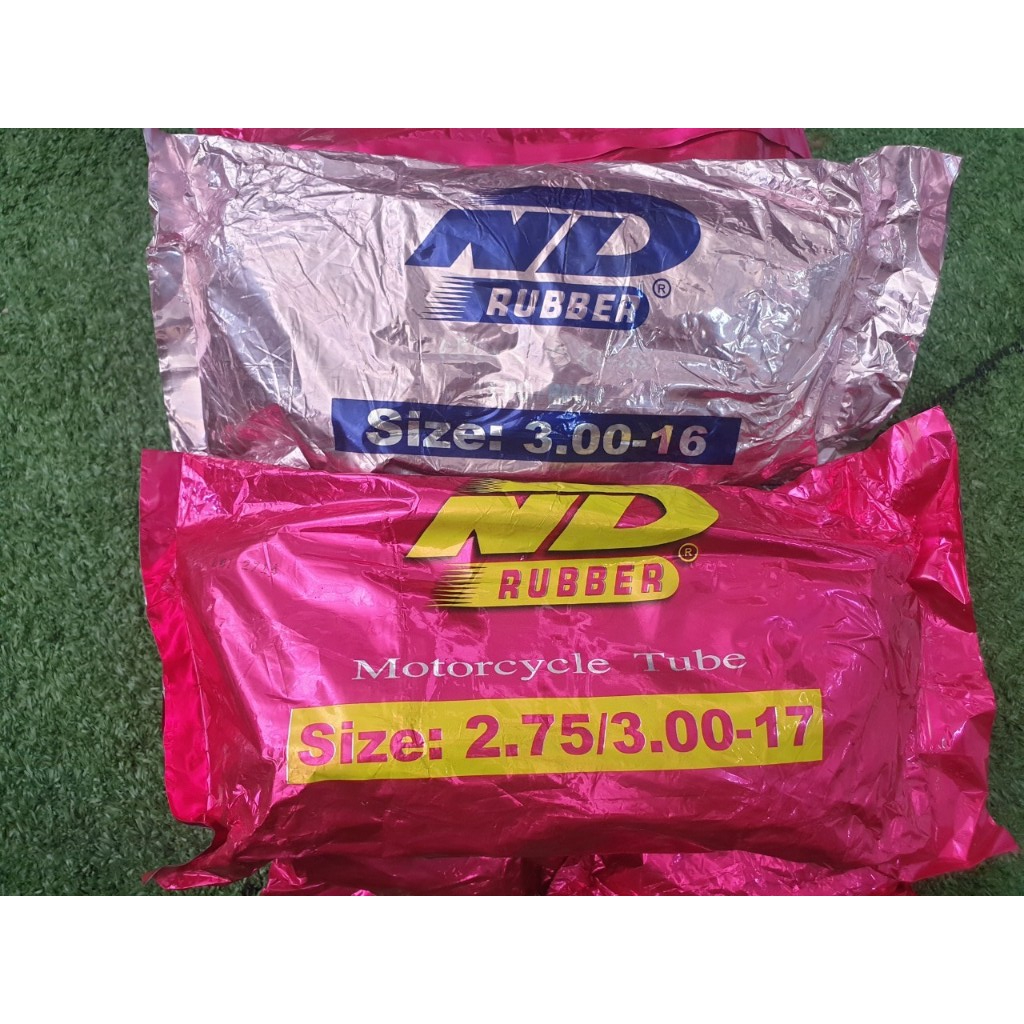 ND
RUBBER ®
Size: 3.00-16
ND
RUBBER ®
Motorcycle Tube
Size: 2.75/3.00-17